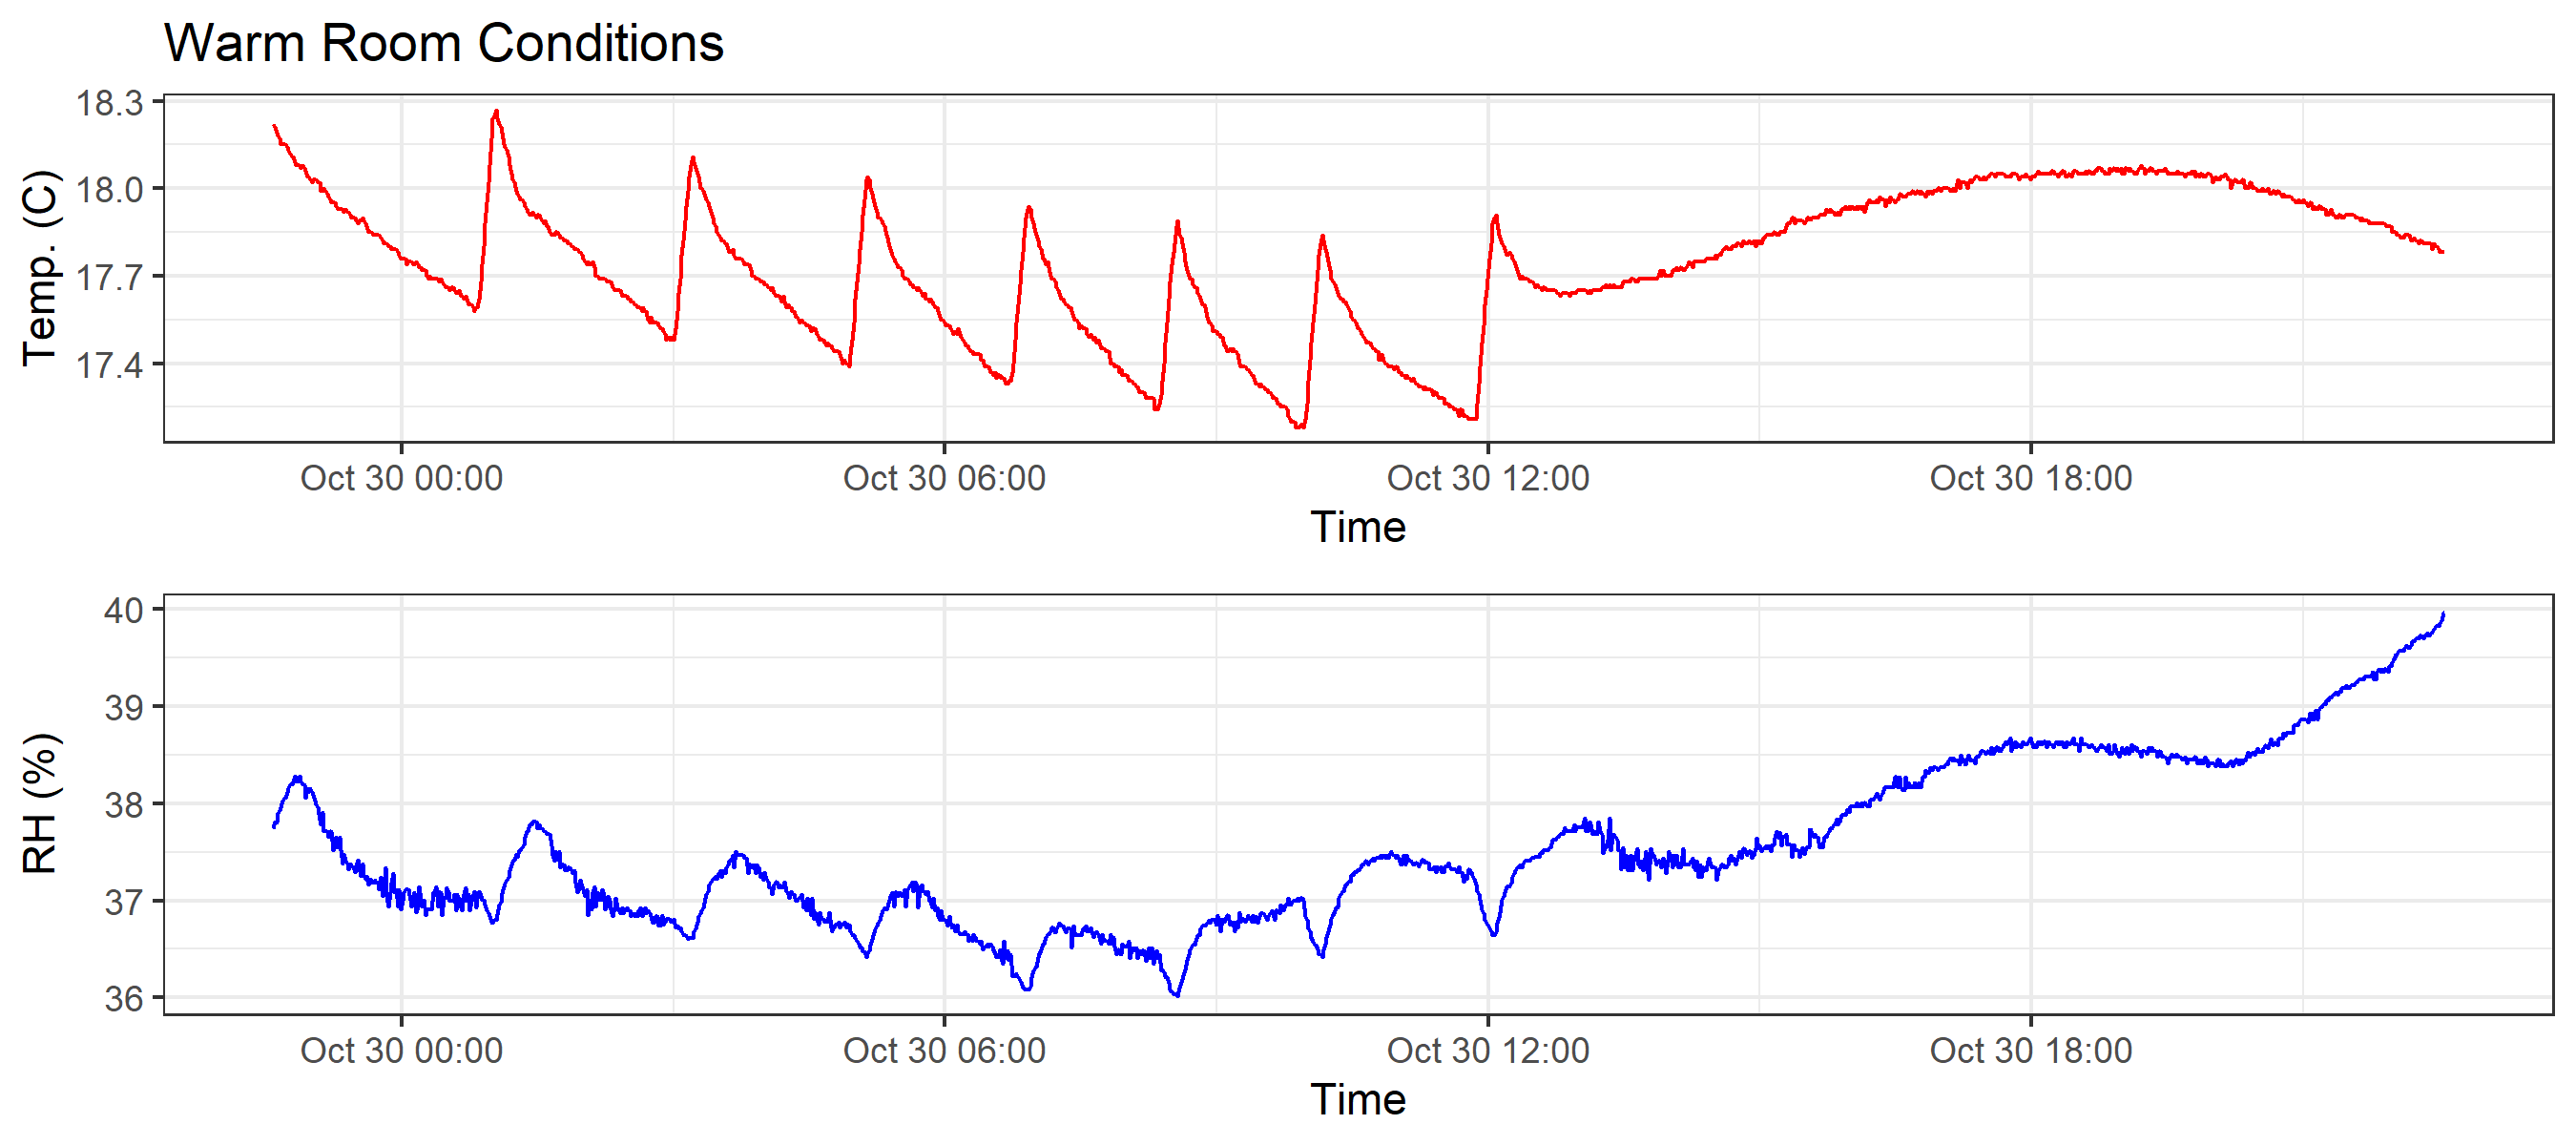 Warm Room Conditions
Temp. (C)
18.3
18.0
17.7
17.4
Oct 30 00:00 Oct 30 06:00 Oct 30 12:00 Oct 30 18:00
Time
RH (%)
40
39
38
37
36
Oct 30 00:00 Oct 30 06:00 Oct 30 12:00 Oct 30 18:00
Time